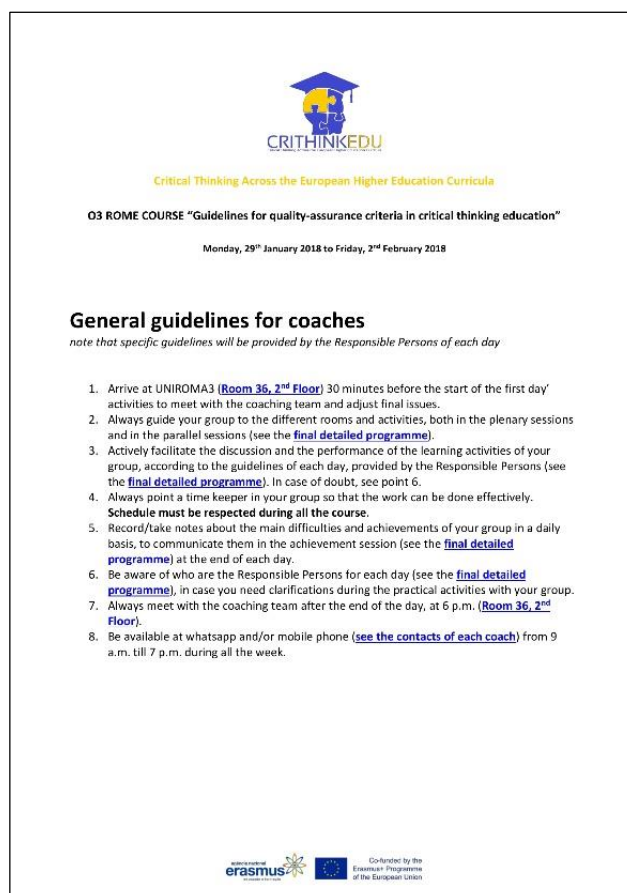 CRITHINKEDU
Critical Thinking Across the European Higher Education Curricula
O3 ROME COURSE “Guidelines for quality-assurance criteria in critical thinking education”
Monday, 29th January 2018 to Friday, 2nd February 2018
General guidelines for coaches
note that specific guidelines will be provided by the Responsible Persons of each day
1. Arrive at UNIROMA3 (Room 36, 2nd Floor) 30 minutes before the start of the first day’
activities to meet with the coaching team and adjust final issues.
2. Always guide your group to the different rooms and activities, both in the plenary sessions
and in the parallel sessions (see the final detailed programme).
3. Actively facilitate the discussion and the performance of the learning activities of your
group, according to the guidelines of each day, provided by the Responsible Persons (see
the final detailed programme). In case of doubt, see point 6.
4. Always point a time keeper in your group so that the work can be done effectively.
Schedule must be respected during all the course.
5. Record/take notes about the main difficulties and achievements of your group in a daily
basis, to communicate them in the achievement session (see the final detailed
programme) at the end of each day.
6. Be aware of who are the Responsible Persons for each day (see the final detailed
programme), in case you need clarifications during the practical activities with your group.
7. Always meet with the coaching team after the end of the day, at 6 p.m. (Room 36, 2nd
Floor).
8. Be available at whatsapp and/or mobile phone (see the contacts of each coach) from 9
a.m. till 7 p.m. during all the week.
erasmus+
Co-funded by the
Erasmus+ Programme
of the European Union